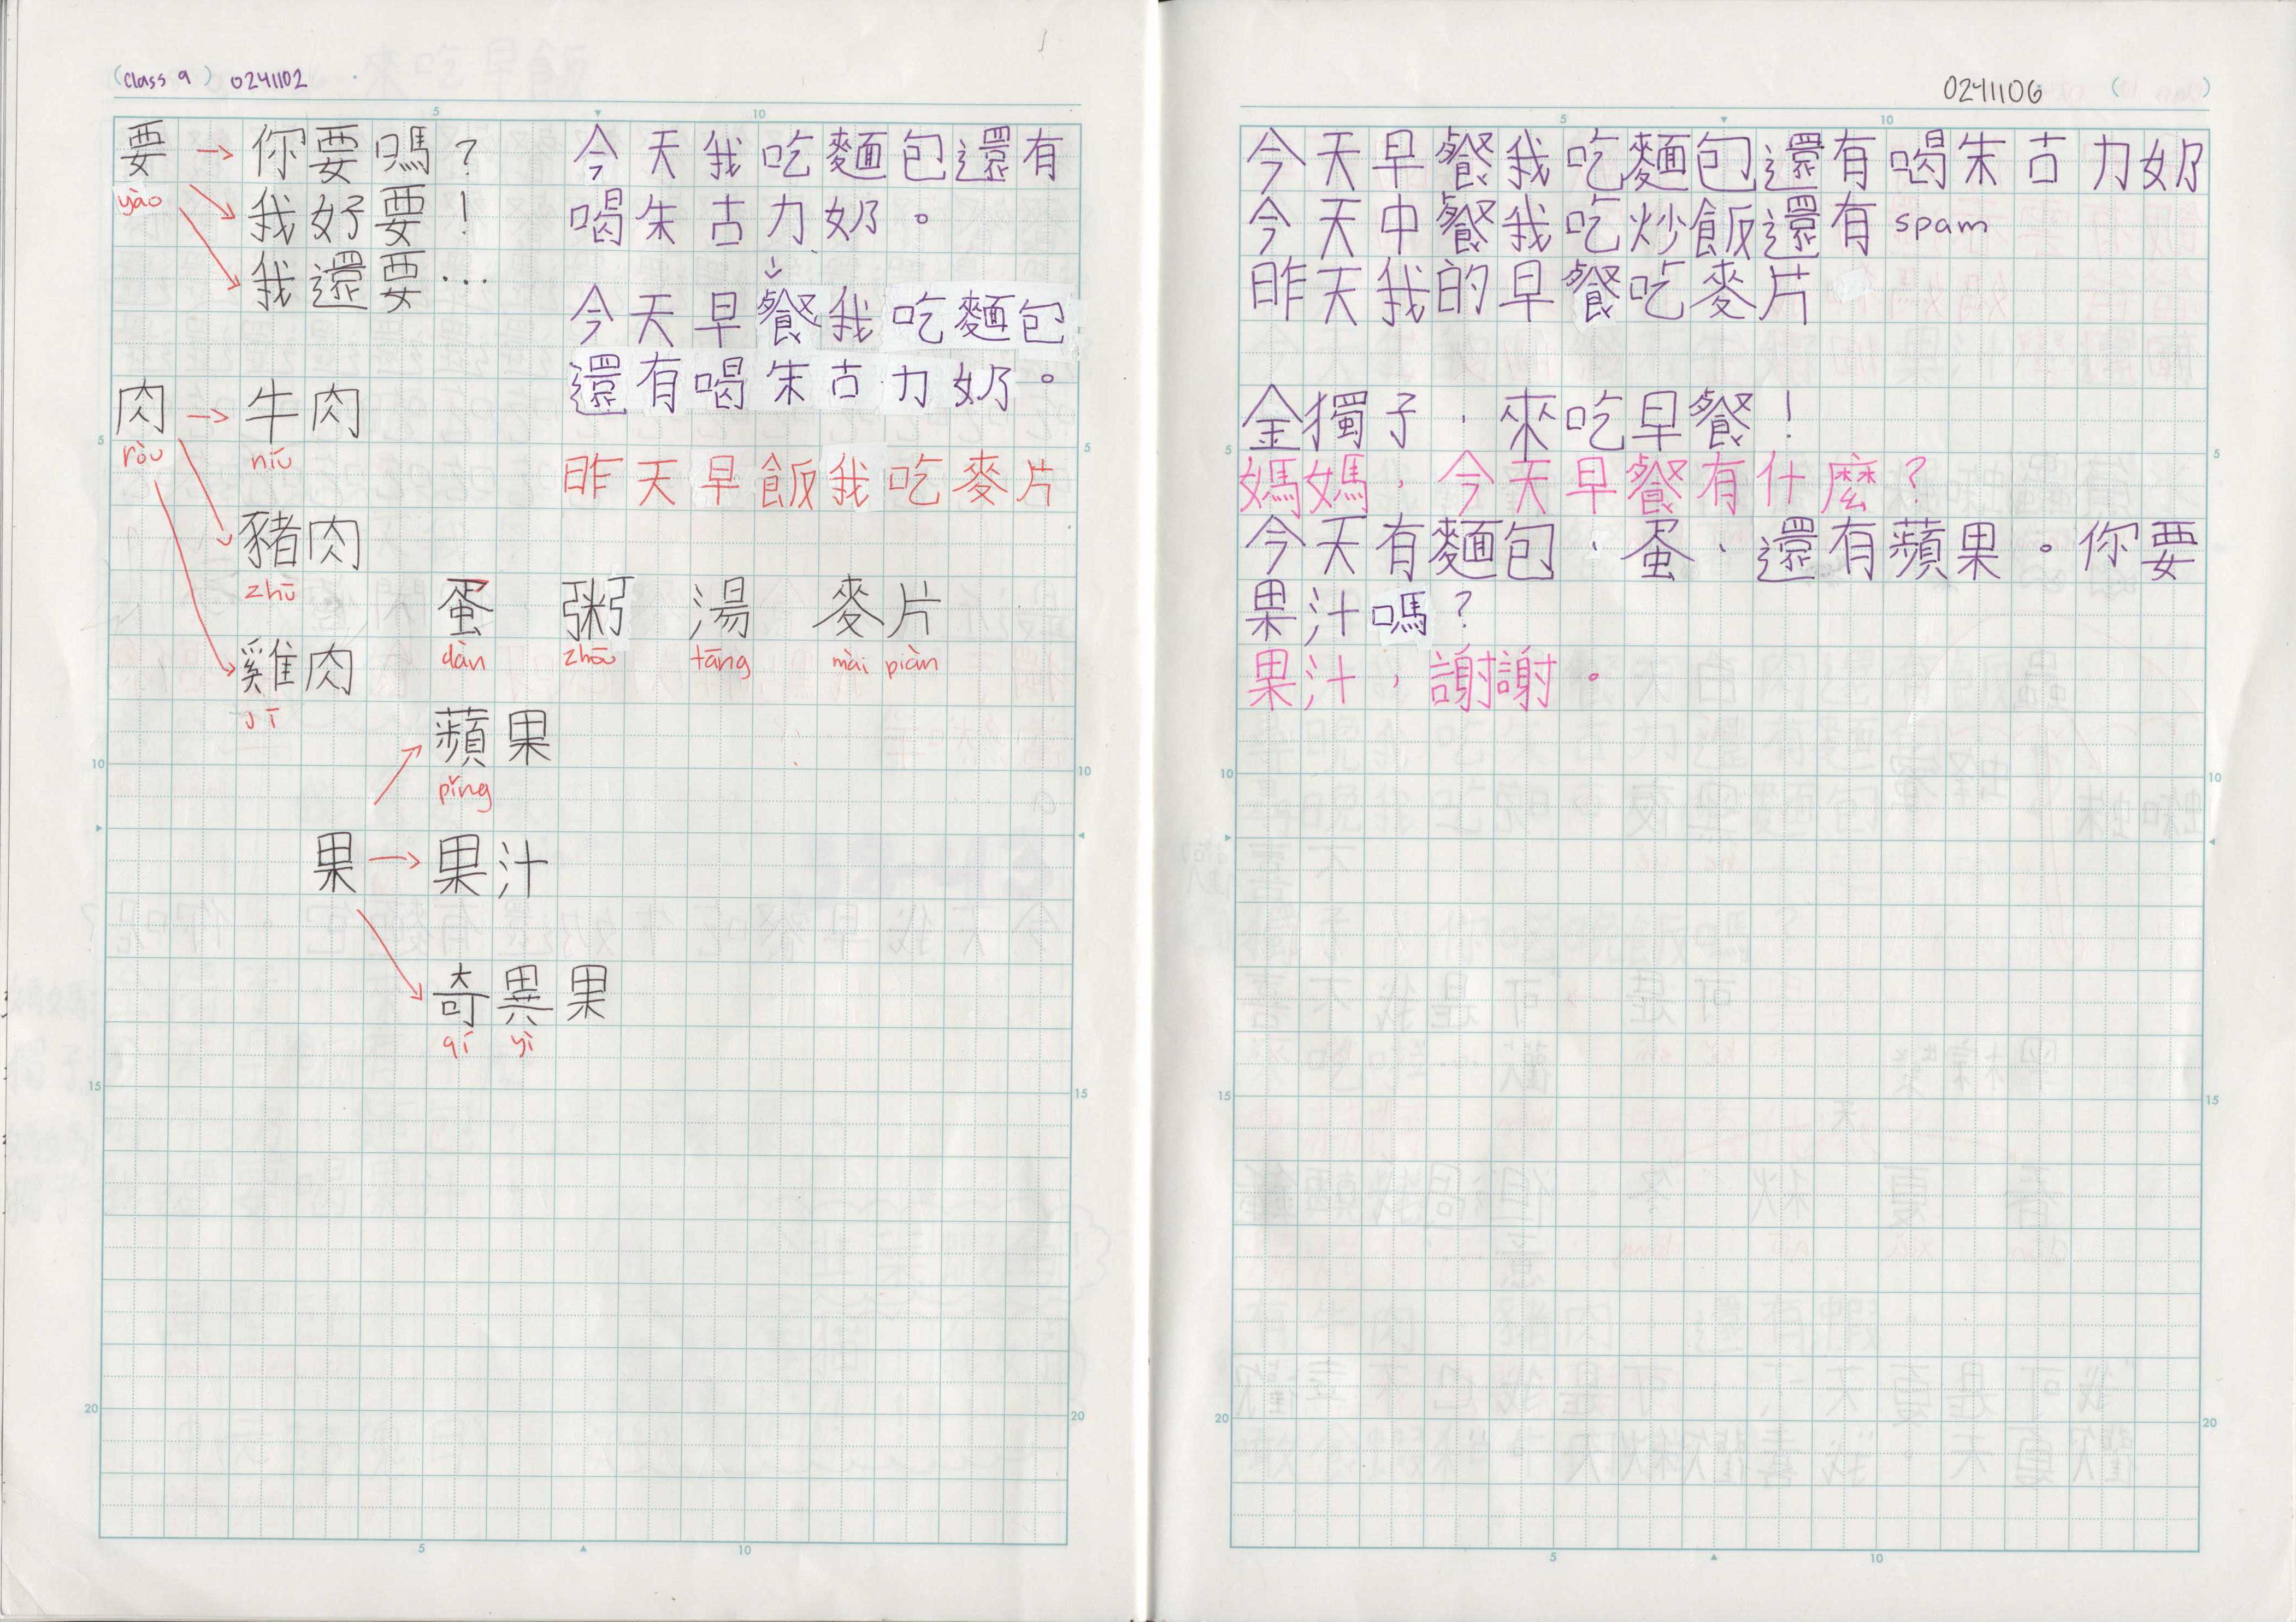 (Class 9) 0241102
要 → 你要嗎?
yào
我好要!
我還要...
肉 → 牛肉
ròu niú
豬肉
zhū
雞肉
jī
今天我吃麵包還有
喝朱古力奶。
今天早餐我吃麵包
還有喝朱古力奶。
昨天早飯我吃麥片
蛋 粥 湯 麥片
dàn zhōu tāng mài piàn
蘋果
pǐng
果 → 果汁
奇異果
qí yì
0241106
今天早餐我吃麵包還有喝朱古力奶
今天中餐我吃炒飯還有spam
昨天我的早餐吃麥片
金獨子,來吃早餐!
媽媽,今天早餐有什麼?
今天有麵包、蛋、還有蘋果。你要
果汁嗎?
果汁,謝謝。